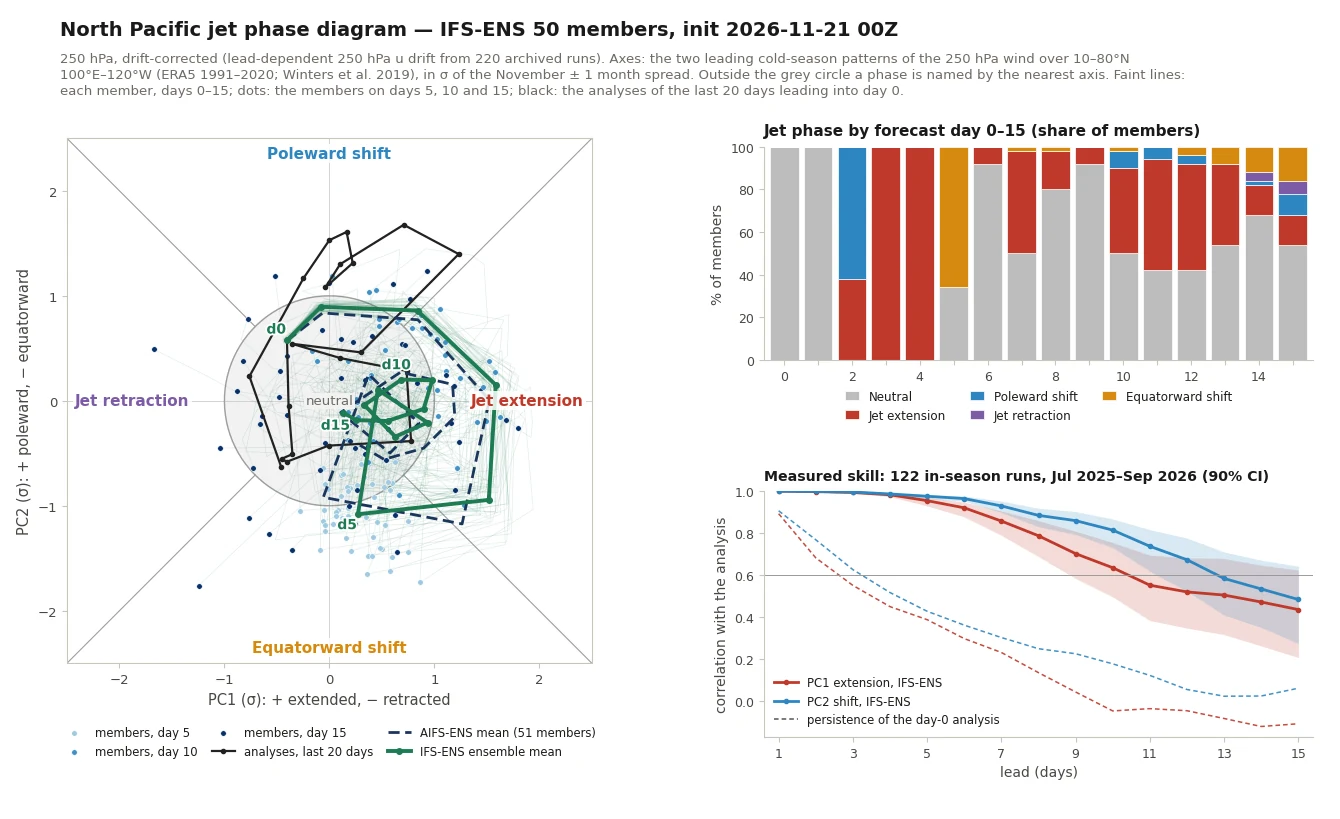 North Pacific jet phase diagram — IFS-ENS 50 members, init 2026-11-21 00Z
250 hPa, drift-corrected (lead-dependent 250 hPa u drift from 220 archived runs). Axes: the two leading cold-season patterns of the 250 hPa wind over 10–80°N
100°E–120°W (ERA5 1991–2020; Winters et al. 2019), in σ of the November ± 1 month spread. Outside the grey circle a phase is named by the nearest axis. Faint lines:
each member, days 0–15; dots: the members on days 5, 10 and 15; black: the analyses of the last 20 days leading into day 0.
Poleward shift
2
1
0
−1
−2
PC2 (σ): + poleward, − equatorward
d0
d10
Jet retraction
neutral
Jet extension
d15
d5
Equatorward shift
−2
−1
0
1
2
PC1 (σ): + extended, − retracted
members, day 5
members, day 15
AIFS-ENS mean (51 members)
members, day 10
analyses, last 20 days
IFS-ENS ensemble mean
Jet phase by forecast day 0–15 (share of members)
100
80
60
40
20
0
% of members
0
2
4
6
8
10
12
14
Neutral
Poleward shift
Equatorward shift
Jet extension
Jet retraction
Measured skill: 122 in-season runs, Jul 2025–Sep 2026 (90% CI)
1.0
0.8
0.6
0.4
0.2
0.0
correlation with the analysis
PC1 extension, IFS-ENS
PC2 shift, IFS-ENS
persistence of the day-0 analysis
1
3
5
7
9
11
13
15
lead (days)